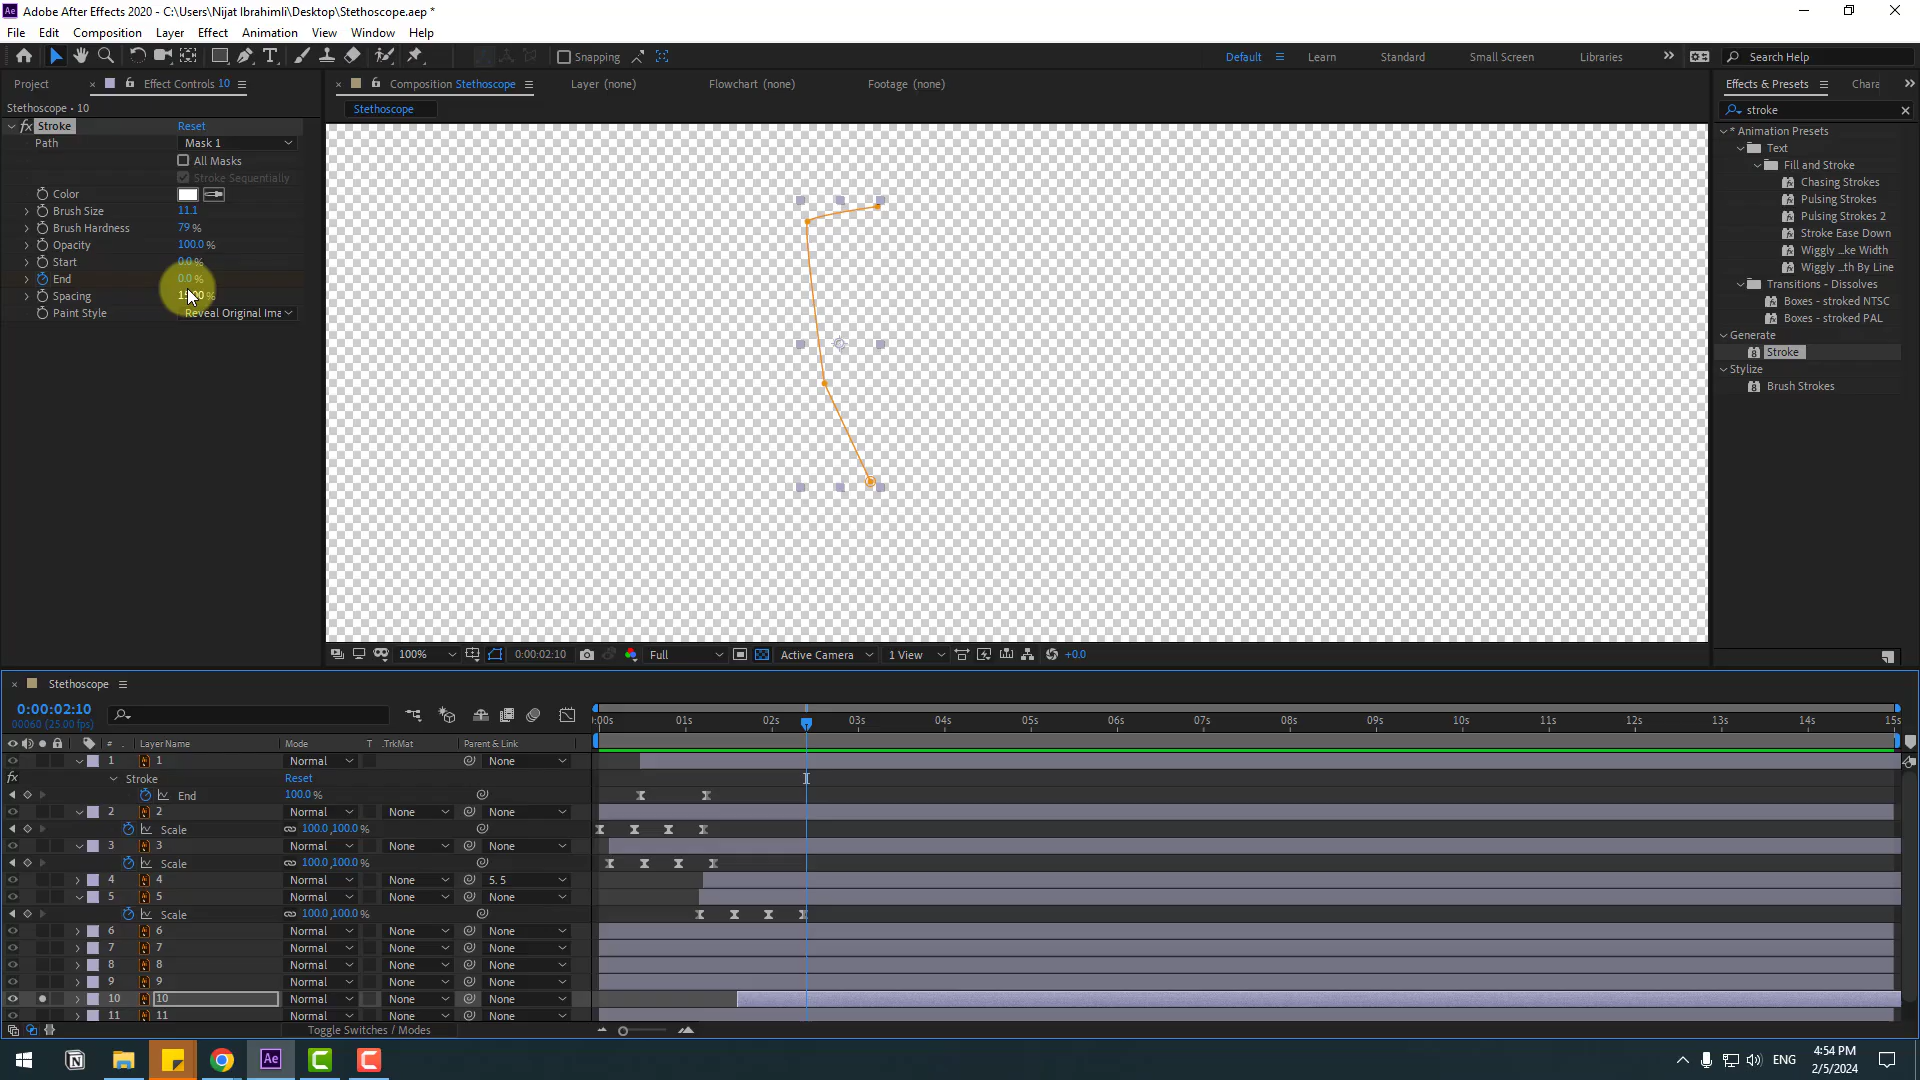 Adobe After Effects 2020 - C:\Users\Nijat Ibrahimli\Desktop\Stethoscope.aep *
File Edit Composition Layer Effect Animation View Window Help
Snapping Default Learn Standard Small Screen Libraries Search Help
Project Effect Controls 10 Composition Stethoscope Layer (none) Flowchart (none) Footage (none) Effects & Presets Chara
Stethoscope • 10
Stethoscope
stroke
fx Stroke Reset
Path Mask 1
All Masks
Stroke Sequentially
Color
Brush Size 11.1
Brush Hardness 79 %
Opacity 100.0 %
Start 0.0 %
End 0.0 %
Spacing
Paint Style Reveal Original Ima
* Animation Presets
Text
Fill and Stroke
Chasing Strokes
Pulsing Strokes
Pulsing Strokes 2
Stroke Ease Down
Wiggly ...ke Width
Wiggly ...th By Line
Transitions - Dissolves
Boxes - stroked NTSC
Boxes - stroked PAL
Generate
Stroke
Stylize
Brush Strokes
100% 0:00:02:10 Full Active Camera 1 View +0.0
Stethoscope
0:00:02:10
00060 (25.00 fps)
:00s 01s 02s 03s 04s 05s 06s 07s 08s 09s 10s 11s 12s 13s 14s 15s
# Layer Name Mode T .TrkMat Parent & Link
1 1 Normal None
fx Stroke Reset
End 100.0 %
2 2 Normal None None
Scale 100.0,100.0 %
3 3 Normal None None
Scale 100.0,100.0 %
4 4 Normal None 5. 5
5 5 Normal None None
Scale 100.0,100.0 %
6 6 Normal None None
7 7 Normal None None
8 8 Normal None None
9 9 Normal None None
10 10 Normal None None
11 11 Normal None None
Toggle Switches / Modes
Ae
ENG
4:54 PM
2/5/2024